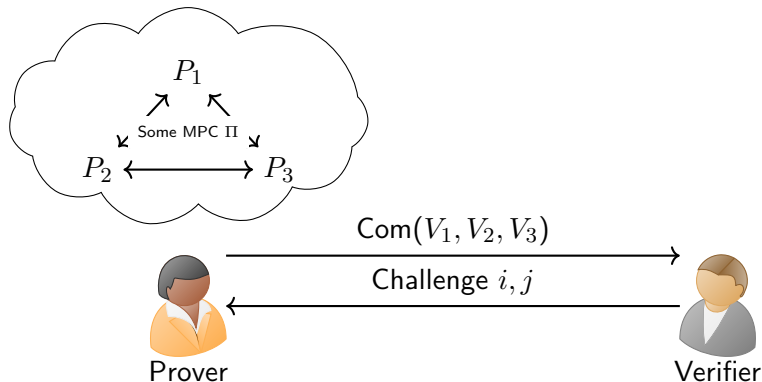 P₁
Some MPC Π
P₂ P₃
Com(V₁, V₂, V₃)
Challenge i, j
Prover Verifier